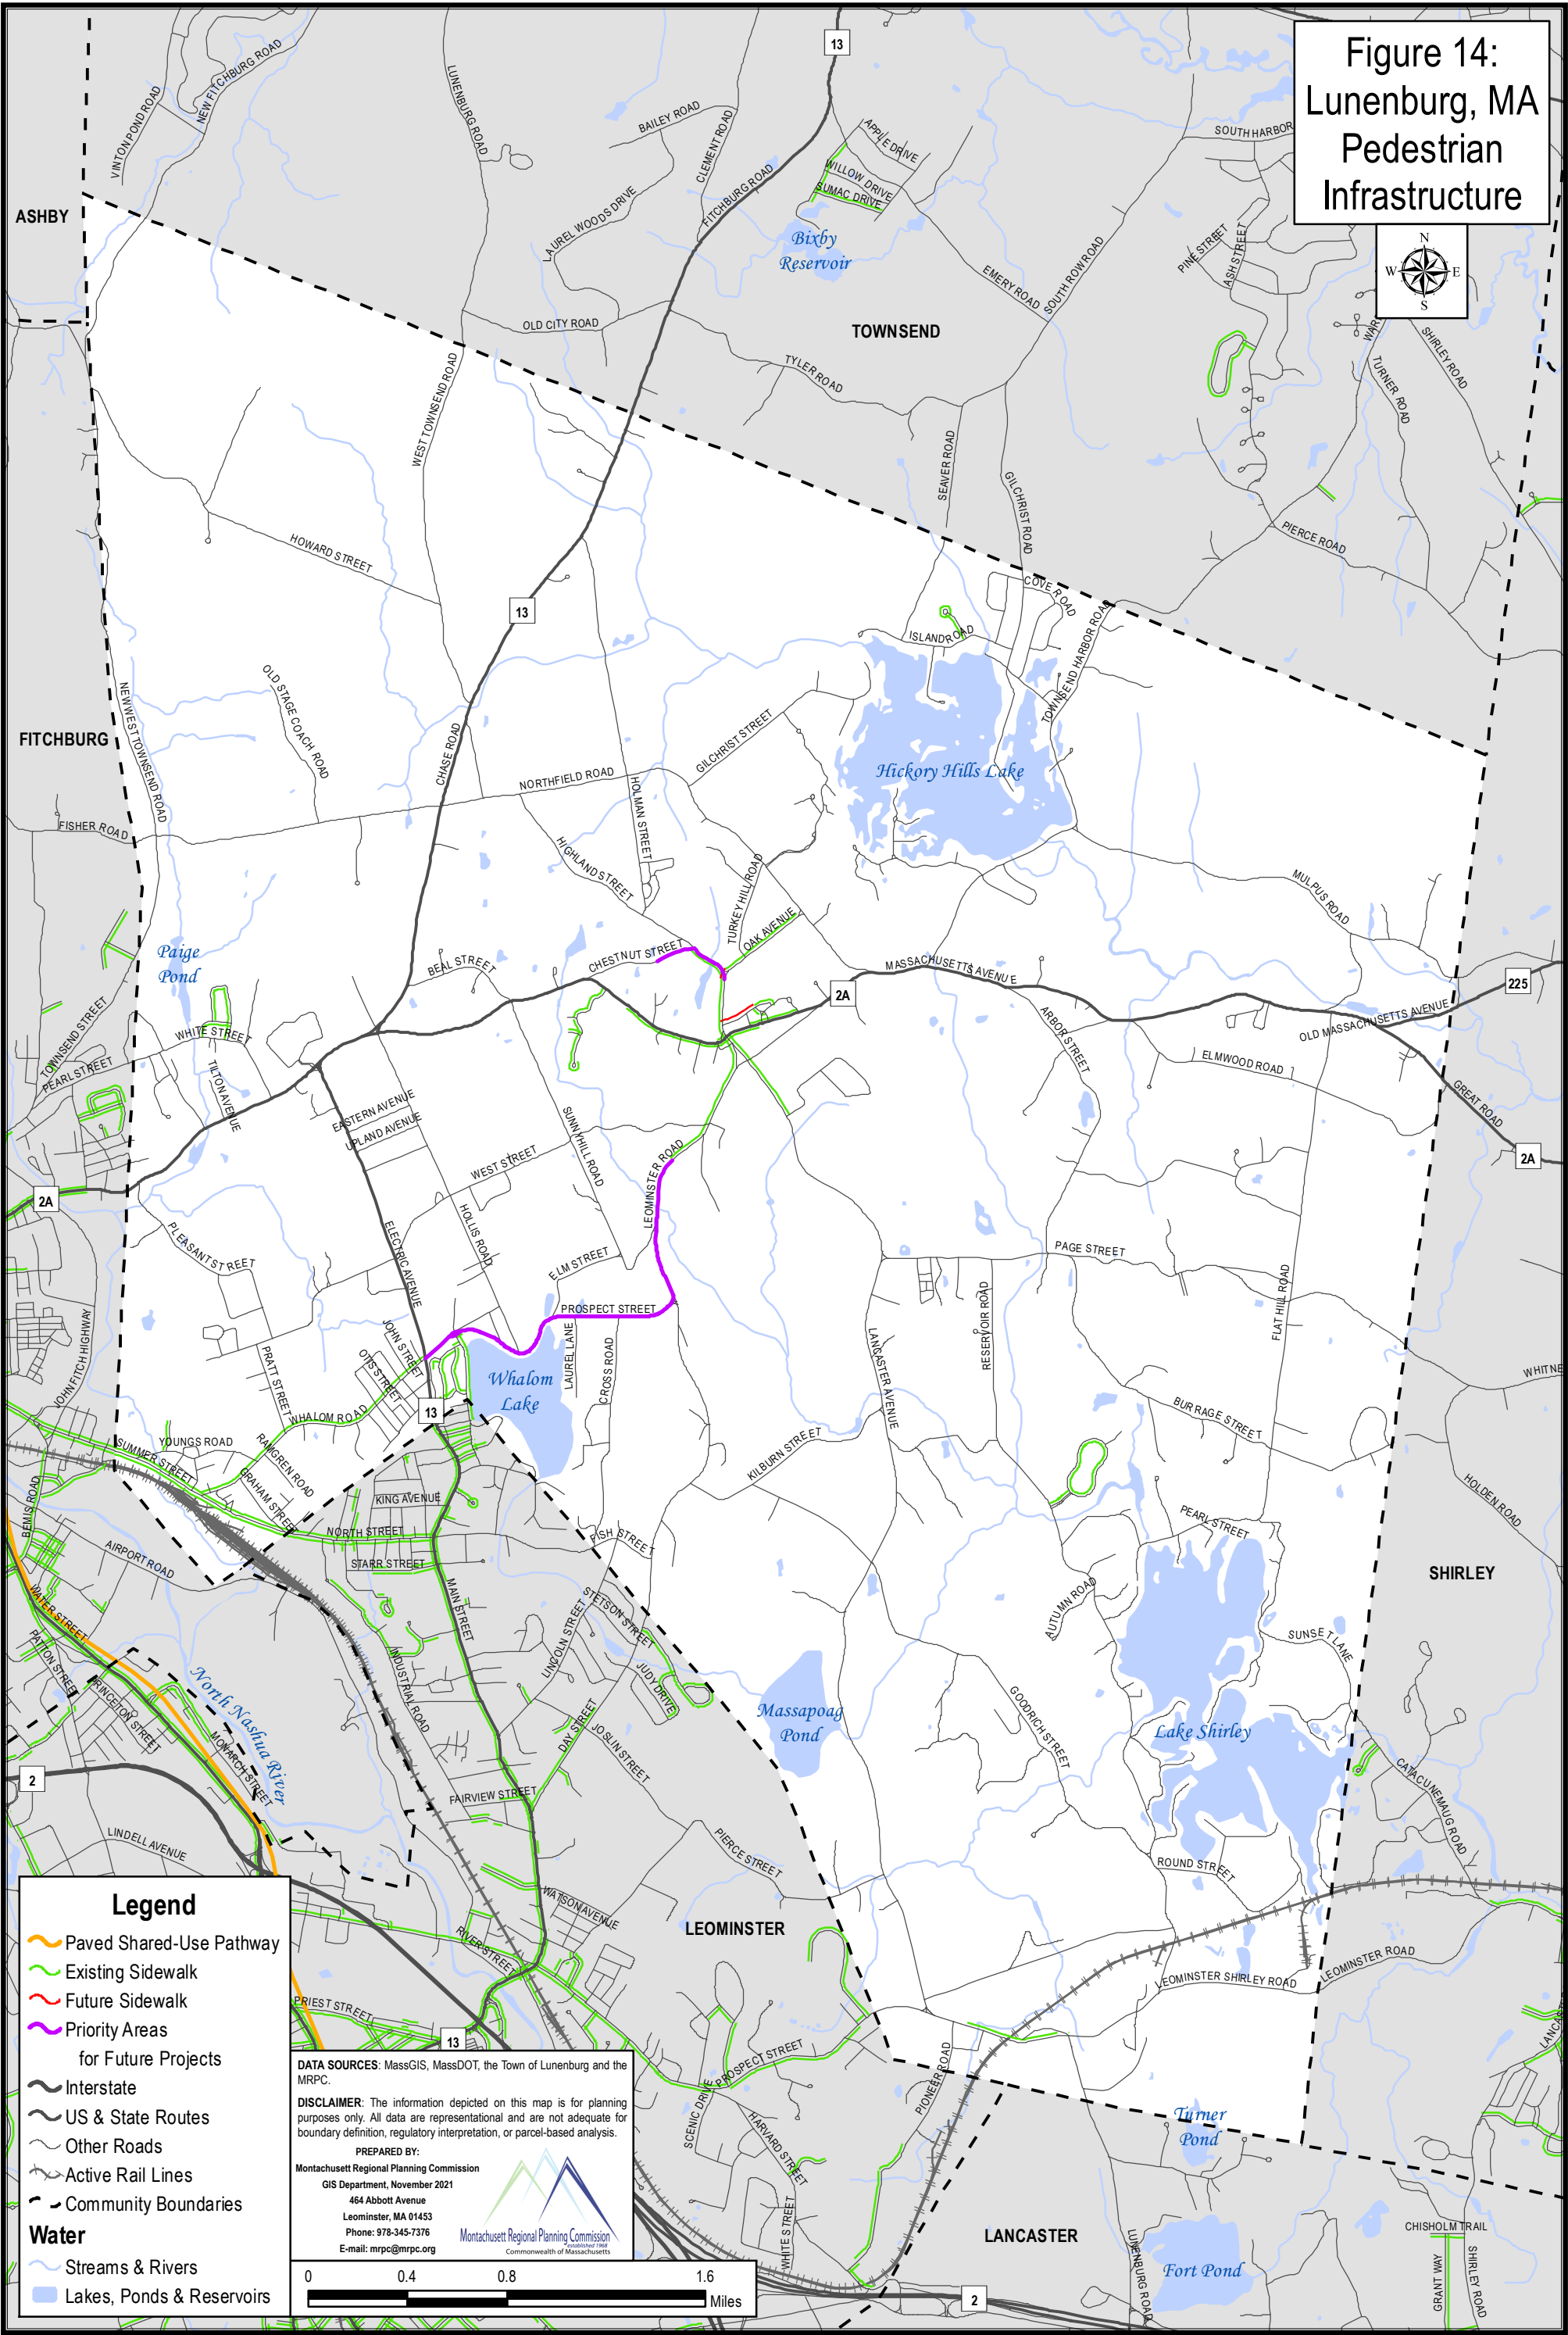 Figure 14:
Lunenburg, MA
Pedestrian
Infrastructure
N
W E
S
13
VINTON POND ROAD
NEW FITCHBURG ROAD
LUNENBURG ROAD
BAILEY ROAD
CLEMENT ROAD
APPLE DRIVE
WILLOW DRIVE
SUMAC DRIVE
SOUTH HARBOR
ASHBY
LAUREL WOODS DRIVE
FITCHBURG ROAD
Bixby
Reservoir
EMERY ROAD
SOUTH ROW ROAD
PINE STREET
ASH STREET
OLD CITY ROAD
TOWNSEND
TYLER ROAD
WAR
TURNER ROAD
SHIRLEY ROAD
WEST TOWNSEND ROAD
SEAVER ROAD
GILCHRIST ROAD
PIERCE ROAD
HOWARD STREET
13
COVE ROAD
ISLAND ROAD
TOWNSEND HARBOR ROAD
FITCHBURG
NEW WEST TOWNSEND ROAD
OLD STAGE COACH ROAD
CHASE ROAD
NORTHFIELD ROAD
HOLMAN STREET
GILCHRIST STREET
Hickory Hills Lake
FISHER ROAD
HIGHLAND STREET
TURKEY HILL ROAD
OAK AVENUE
MULPUS ROAD
Paige
Pond
BEAL STREET
CHESTNUT STREET
MASSACHUSETTS AVENUE
2A
225
OLD MASSACHUSETTS AVENUE
TOWNSEND STREET
PEARL STREET
WHITE STREET
TILTON AVENUE
ARBOR STREET
ELMWOOD ROAD
GREAT ROAD
2A
EASTERN AVENUE
UPLAND AVENUE
WEST STREET
SUNNYHILL ROAD
LEOMINSTER ROAD
2A
PLEASANT STREET
ELECTRIC AVENUE
HOLLIS ROAD
ELM STREET
PROSPECT STREET
PAGE STREET
FLAT HILL ROAD
RESERVOIR ROAD
JOHN FITCH HIGHWAY
PRATT STREET
JOHN STREET
OTIS STREET
WHALOM ROAD
Whalom
Lake
LAUREL LANE
CROSS ROAD
LANCASTER AVENUE
WHITNE
13
BURRAGE STREET
SUMMER STREET
YOUNGS ROAD
RAMGREN ROAD
GRAHAM STREET
KILBURN STREET
KING AVENUE
NORTH STREET
STARR STREET
FISH STREET
PEARL STREET
HOLDEN ROAD
BEMIS ROAD
AIRPORT ROAD
WATER STREET
PATTON STREET
PRINCETON STREET
MONARCH STREET
North Nashua River
INDUSTRIAL ROAD
MAIN STREET
LINCOLN STREET
STETSON STREET
JUDY DRIVE
DAY STREET
JOSLIN STREET
FAIRVIEW STREET
AUTUMN ROAD
SHIRLEY
SUNSET LANE
Massapoag
Pond
GOODRICH STREET
Lake Shirley
CATACUNEMAUG ROAD
2
LINDELL AVENUE
PIERCE STREET
ROUND STREET
WATSON AVENUE
RIVER STREET
LEOMINSTER
LEOMINSTER SHIRLEY ROAD
LEOMINSTER ROAD
PRIEST STREET
13
PROSPECT STREET
SCENIC DRIVE
HARVARD STREET
PIONEER ROAD
Turner
Pond
LANCAS
WHITE STREET
LANCASTER
LUNENBURG ROAD
Fort Pond
CHISHOLM TRAIL
GRANT WAY
SHIRLEY ROAD
2
Legend
Paved Shared-Use Pathway
Existing Sidewalk
Future Sidewalk
Priority Areas
for Future Projects
Interstate
US & State Routes
Other Roads
Active Rail Lines
Community Boundaries
Water
Streams & Rivers
Lakes, Ponds & Reservoirs
DATA SOURCES: MassGIS, MassDOT, the Town of Lunenburg and the
MRPC.
DISCLAIMER: The information depicted on this map is for planning
purposes only. All data are representational and are not adequate for
boundary definition, regulatory interpretation, or parcel-based analysis.
PREPARED BY:
Montachusett Regional Planning Commission
GIS Department, November 2021
464 Abbott Avenue
Leominster, MA 01453
Phone: 978-345-7376
E-mail: mrpc@mrpc.org
Montachusett Regional Planning Commission
established 1968
Commonwealth of Massachusetts
0 0.4 0.8 1.6
Miles